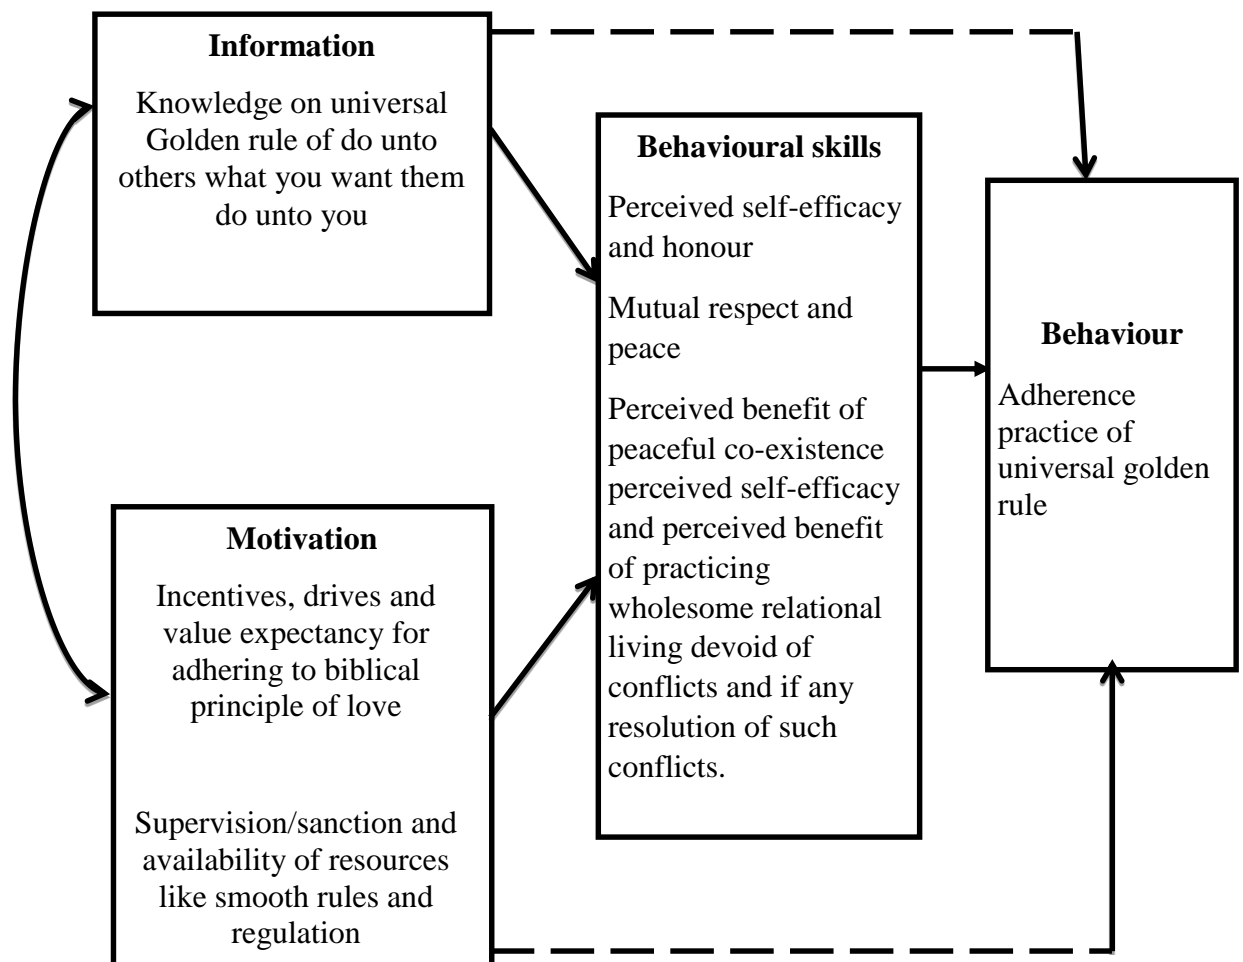 Information
Knowledge on universal
Golden rule of do unto
others what you want them
do unto you
Motivation
Incentives, drives and
value expectancy for
adhering to biblical
principle of love
Supervision/sanction and
availability of resources
like smooth rules and
regulation
Behavioural skills
Perceived self-efficacy
and honour
Mutual respect and
peace
Perceived benefit of
peaceful co-existence
perceived self-efficacy
and perceived benefit
of practicing
wholesome relational
living devoid of
conflicts and if any
resolution of such
conflicts.
Behaviour
Adherence
practice of
universal golden
rule